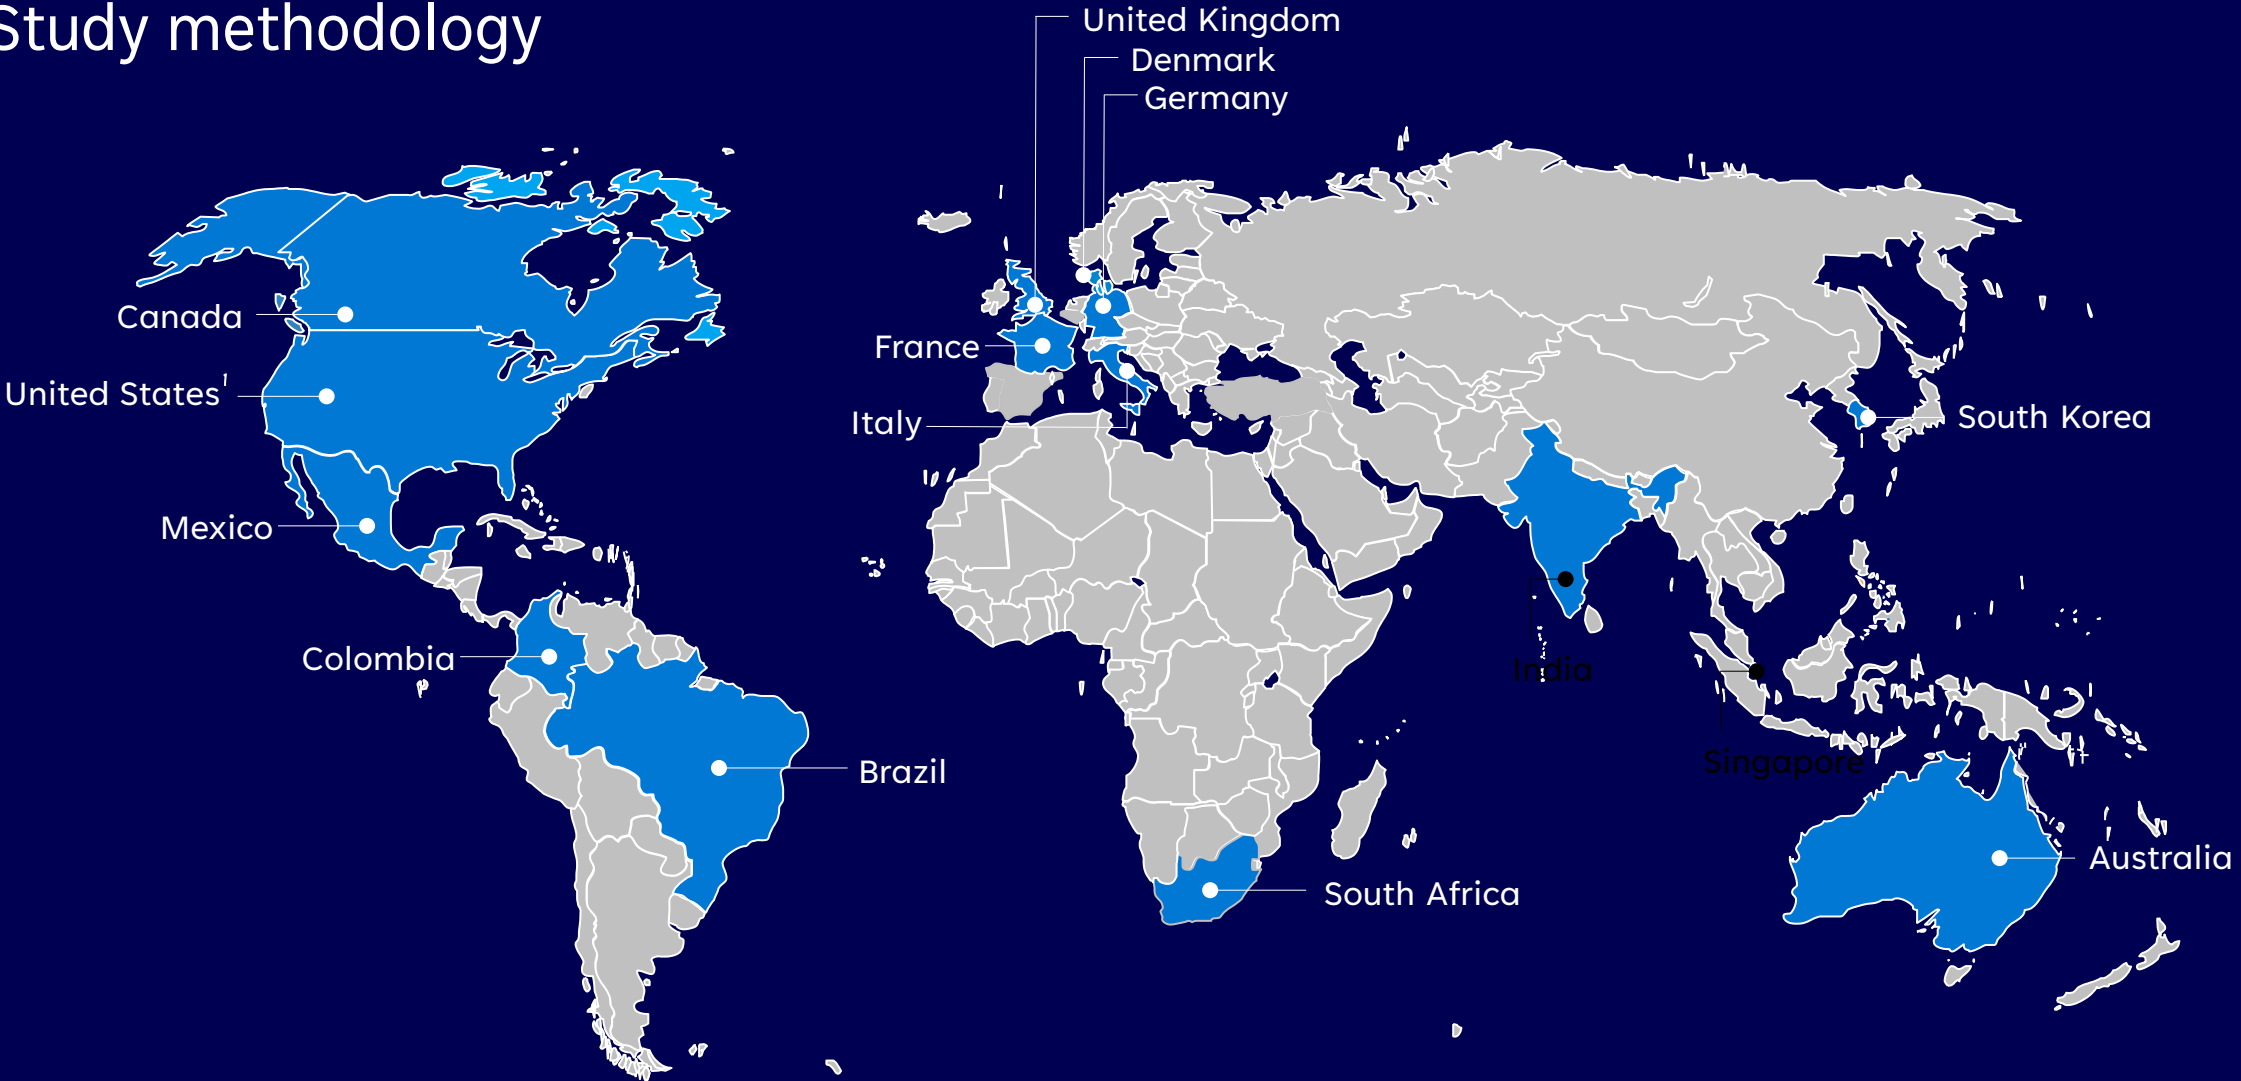 Study methodology
United Kingdom
Denmark
Germany
Canada
France
United States¹
Italy
South Korea
Mexico
Colombia
India
Singapore
Brazil
Australia
South Africa